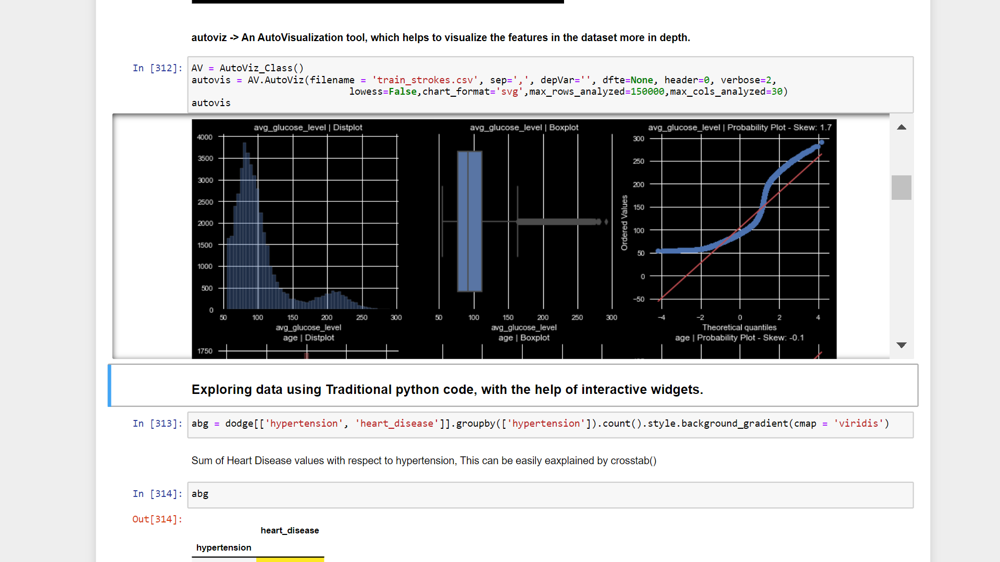 autoviz -> An AutoVisualization tool, which helps to visualize the features in the dataset more in depth.
In [312]:
AV = AutoViz_Class()
autovis = AV.AutoViz(filename = 'train_strokes.csv', sep=',', depVar='', dfte=None, header=0, verbose=2,
lowess=False,chart_format='svg',max_rows_analyzed=150000,max_cols_analyzed=30)
autovis
avg_glucose_level | Distplot
4000
3500
3000
2500
2000
1500
1000
500
0
50 100 150 200 250 300
avg_glucose_level
avg_glucose_level | Boxplot
50 100 150 200 250 300
avg_glucose_level
avg_glucose_level | Probability Plot - Skew: 1.7
Ordered Values
300
250
200
150
100
50
0
−50
−4 −2 0 2 4
Theoretical quantiles
age | Distplot
1750
age | Boxplot
age | Probability Plot - Skew: -0.1
Exploring data using Traditional python code, with the help of interactive widgets.
In [313]:
abg = dodge[['hypertension', 'heart_disease']].groupby(['hypertension']).count().style.background_gradient(cmap = 'viridis')
Sum of Heart Disease values with respect to hypertension, This can be easily eaxplained by crosstab()
In [314]:
abg
Out[314]:
heart_disease
hypertension